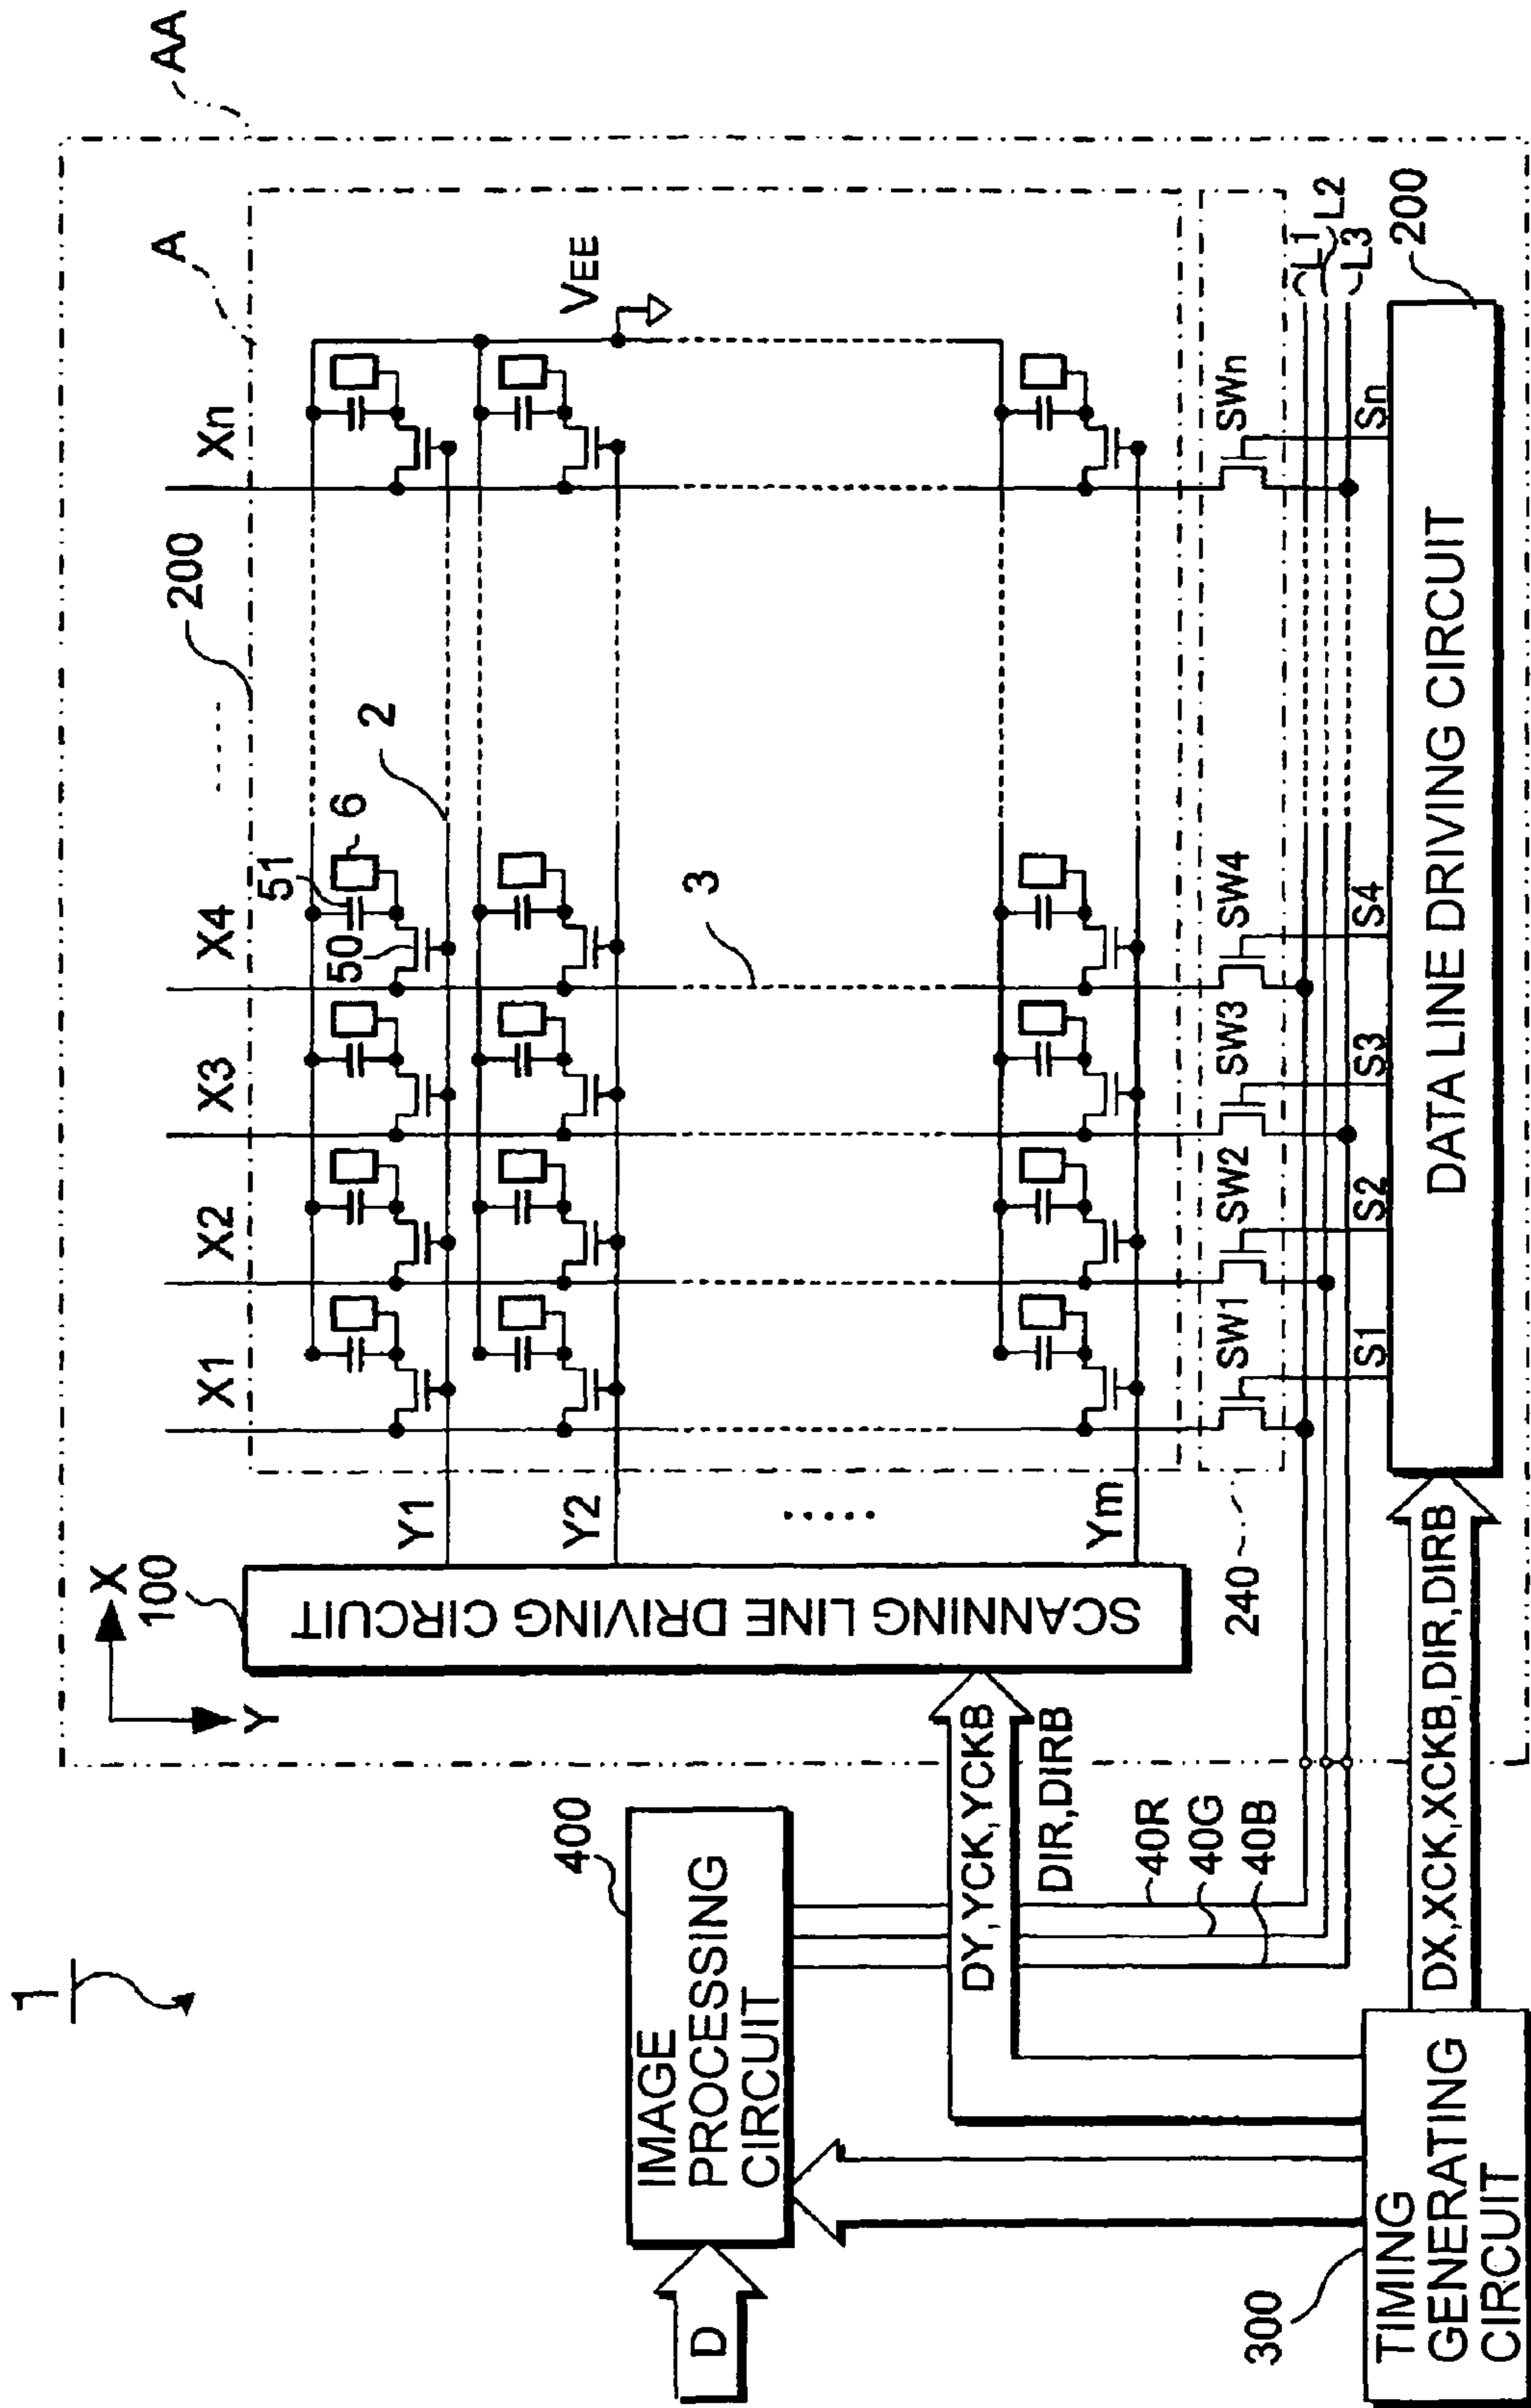 1
AA
A
200
X
100
Y
X1
X2
X3
X4
.....
Xn
51
6
50
2
VEE
3
Y1
Y2
.....
Ym
SCANNING LINE DRIVING CIRCUIT
400
IMAGE
PROCESSING
CIRCUIT
D
DY,YCK,YCKB
DIR,DIRB
40R
40G
40B
240
SW1
SW2
SW3
SW4
SWn
L1
L2
L3
S1
S2
S3
S4
Sn
200
DATA LINE DRIVING CIRCUIT
DX,XCK,XCKB,DIR,DIRB
300
TIMING
GENERATING
CIRCUIT